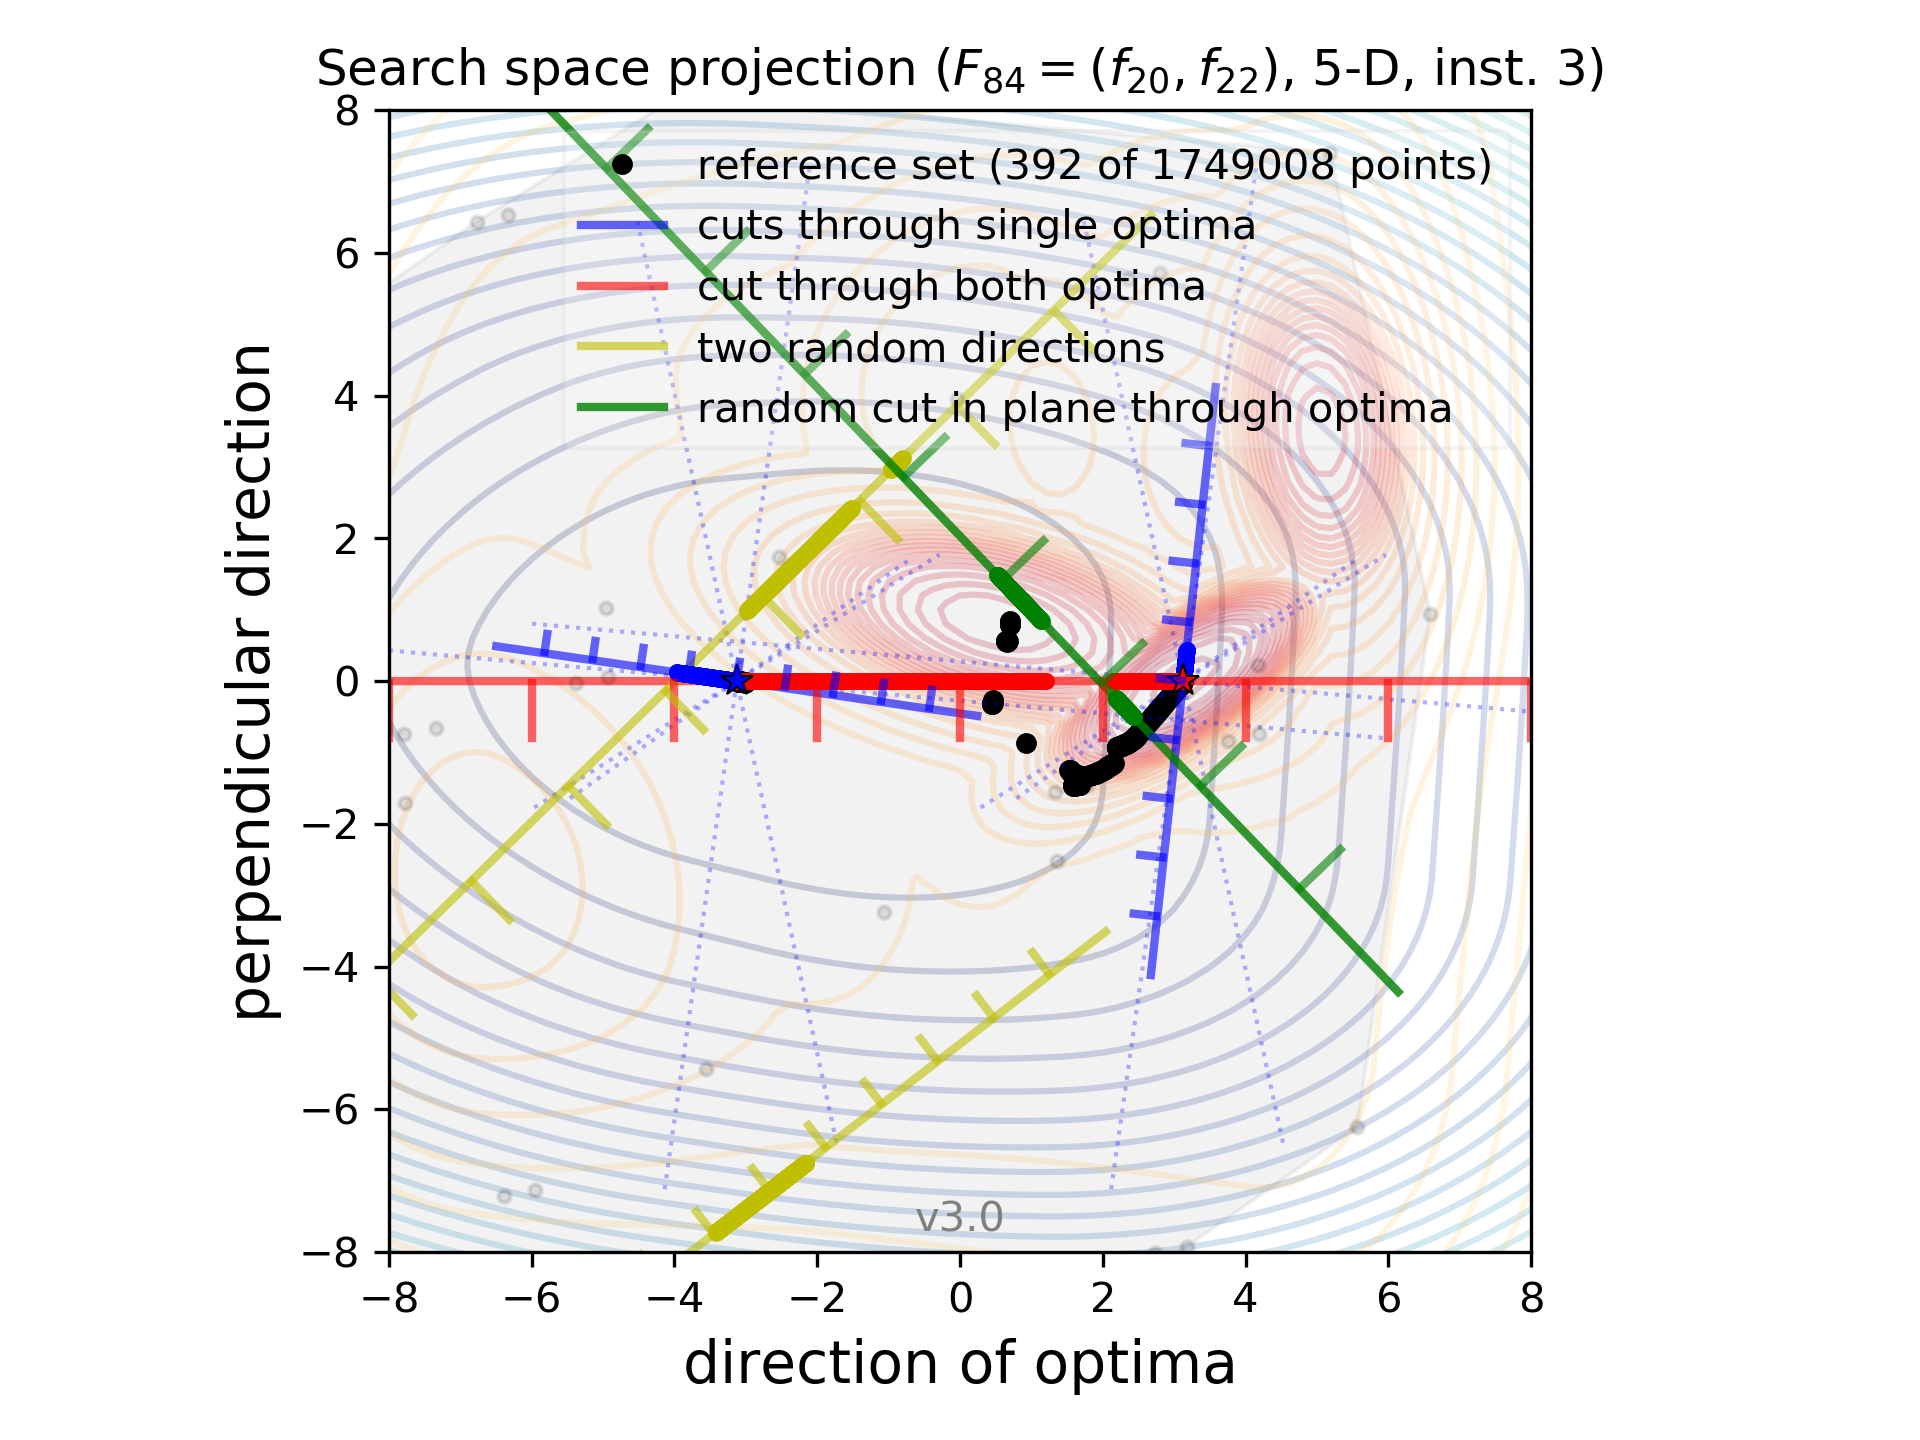 Search space projection (F₈₄ = (f₂₀, f₂₂), 5-D, inst. 3)
8
6
4
2
0
−2
−4
−6
−8
perpendicular direction
reference set (392 of 1749008 points)
cuts through single optima
cut through both optima
two random directions
random cut in plane through optima
v3.0
−8 −6 −4 −2 0 2 4 6 8
direction of optima